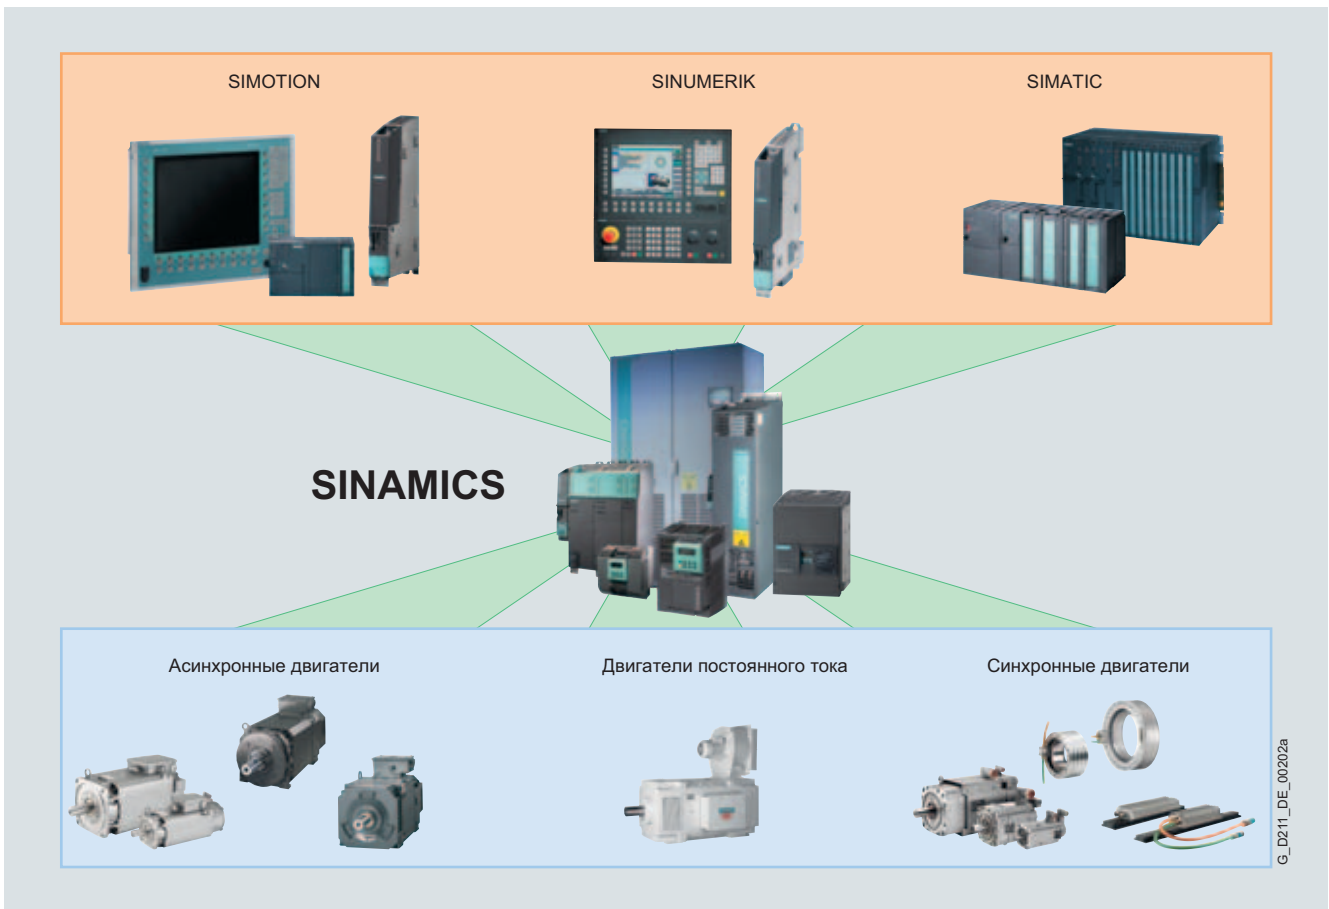 SIMOTION
SINUMERIK
SIMATIC
SINAMICS
Асинхронные двигатели
Двигатели постоянного тока
Синхронные двигатели
G_D211_DE_00202a